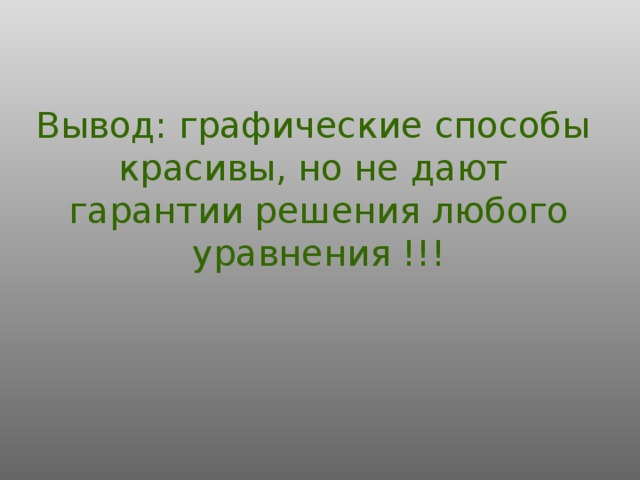 Вывод: графические способы
красивы, но не дают
гарантии решения любого
уравнения !!!